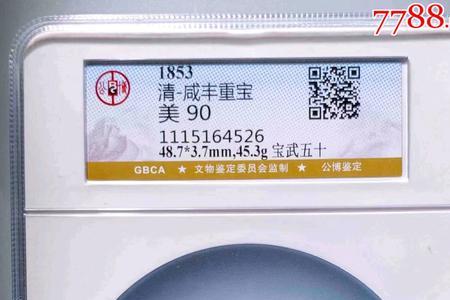 7788.
1853
清-咸丰重宝
美 90
1115164526
48.7*3.7mm,45.3g 宝武五十
GBCA ★ 文物鉴定委员会监制 ★ 公博鉴定